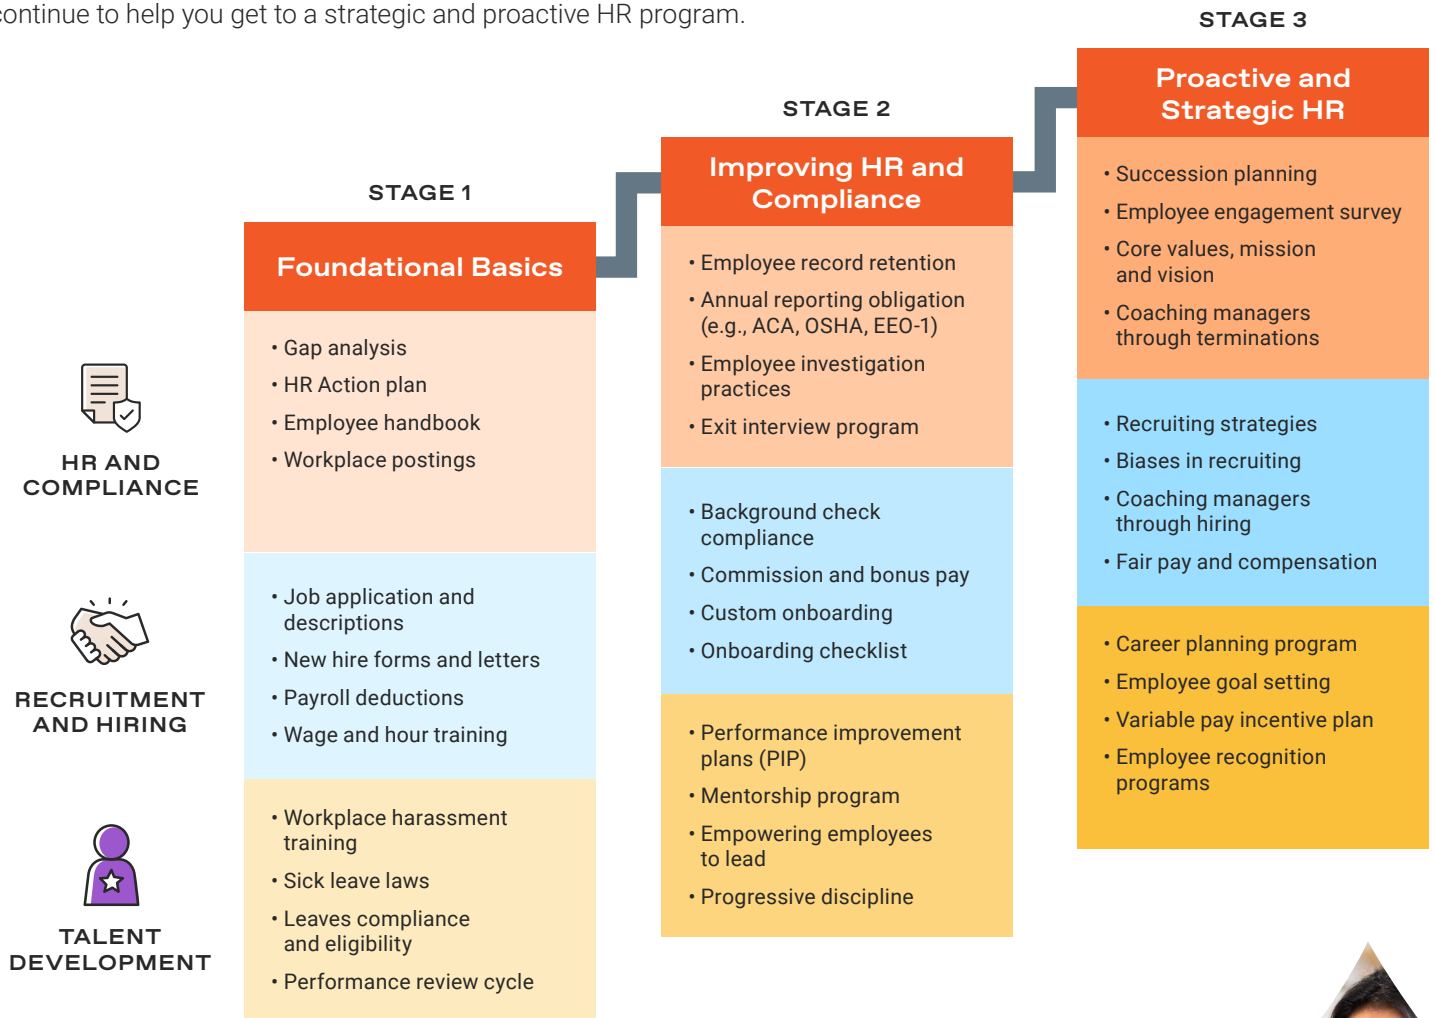 continue to help you get to a strategic and proactive HR program.
STAGE 1
Foundational Basics
STAGE 2
Improving HR and
Compliance
STAGE 3
Proactive and
Strategic HR
HR AND
COMPLIANCE
• Gap analysis
• HR Action plan
• Employee handbook
• Workplace postings
• Employee record retention
• Annual reporting obligation
(e.g., ACA, OSHA, EEO-1)
• Employee investigation
practices
• Exit interview program
• Succession planning
• Employee engagement survey
• Core values, mission
and vision
• Coaching managers
through terminations
RECRUITMENT
AND HIRING
• Job application and
descriptions
• New hire forms and letters
• Payroll deductions
• Wage and hour training
• Background check
compliance
• Commission and bonus pay
• Custom onboarding
• Onboarding checklist
• Recruiting strategies
• Biases in recruiting
• Coaching managers
through hiring
• Fair pay and compensation
TALENT
DEVELOPMENT
• Workplace harassment
training
• Sick leave laws
• Leaves compliance
and eligibility
• Performance review cycle
• Performance improvement
plans (PIP)
• Mentorship program
• Empowering employees
to lead
• Progressive discipline
• Career planning program
• Employee goal setting
• Variable pay incentive plan
• Employee recognition
programs